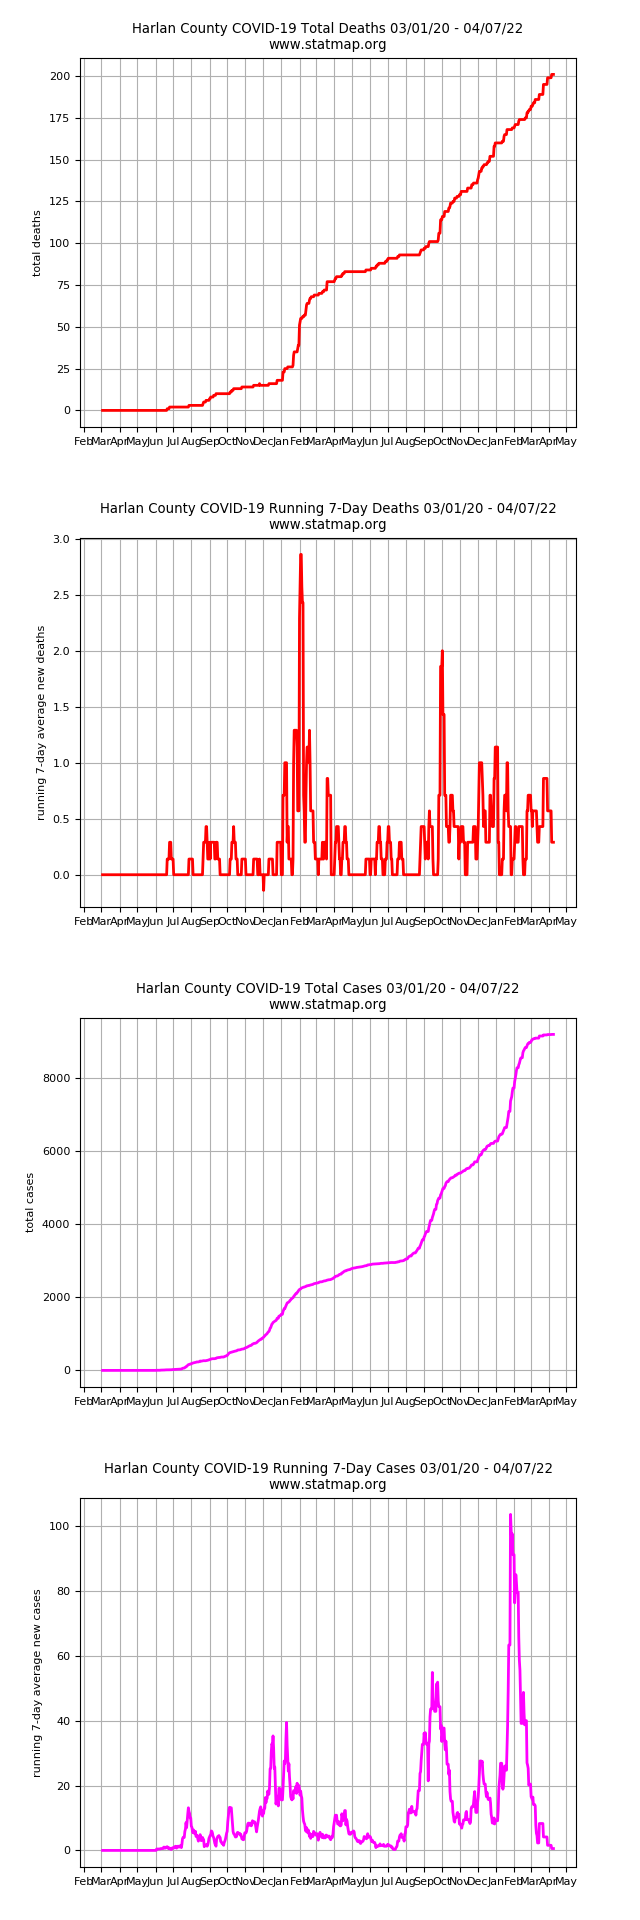 Harlan County COVID-19 Total Deaths 03/01/20 - 04/07/22
www.statmap.org
200
175
150
125
100
75
50
25
0
total deaths
Feb Mar Apr May Jun Jul Aug Sep Oct Nov Dec Jan Feb Mar Apr May Jun Jul Aug Sep Oct Nov Dec Jan Feb Mar Apr May
Harlan County COVID-19 Running 7-Day Deaths 03/01/20 - 04/07/22
www.statmap.org
3.0
2.5
2.0
1.5
1.0
0.5
0.0
running 7-day average new deaths
Feb Mar Apr May Jun Jul Aug Sep Oct Nov Dec Jan Feb Mar Apr May Jun Jul Aug Sep Oct Nov Dec Jan Feb Mar Apr May
Harlan County COVID-19 Total Cases 03/01/20 - 04/07/22
www.statmap.org
8000
6000
4000
2000
0
total cases
Feb Mar Apr May Jun Jul Aug Sep Oct Nov Dec Jan Feb Mar Apr May Jun Jul Aug Sep Oct Nov Dec Jan Feb Mar Apr May
Harlan County COVID-19 Running 7-Day Cases 03/01/20 - 04/07/22
www.statmap.org
100
80
60
40
20
0
running 7-day average new cases
Feb Mar Apr May Jun Jul Aug Sep Oct Nov Dec Jan Feb Mar Apr May Jun Jul Aug Sep Oct Nov Dec Jan Feb Mar Apr May